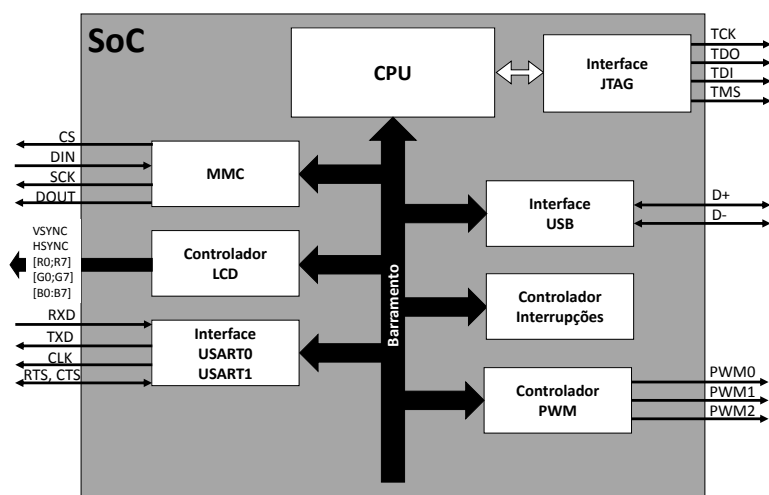 SoC
CPU
Interface
JTAG
TCK
TDO
TDI
TMS
CS
DIN
SCK
DOUT
MMC
VSYNC
HSYNC
[R0;R7]
[G0;G7]
[B0:B7]
Controlador
LCD
RXD
TXD
CLK
RTS, CTS
Interface
USART0
USART1
Barramento
Interface
USB
D+
D-
Controlador
Interrupções
Controlador
PWM
PWM0
PWM1
PWM2